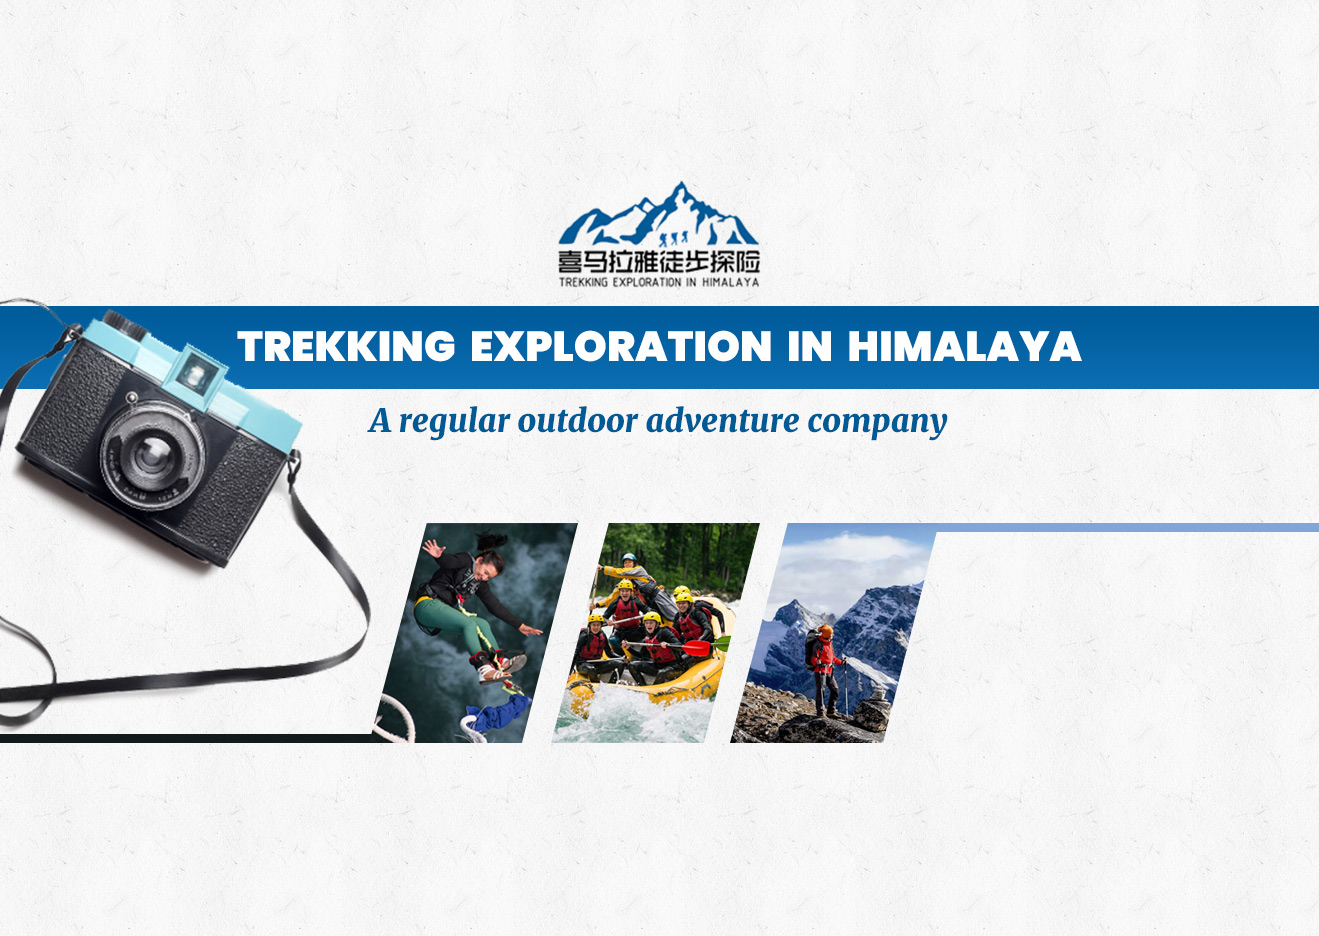 喜马拉雅徒步探险
TREKKING EXPLORATION IN HIMALAYA
TREKKING EXPLORATION IN HIMALAYA
A regular outdoor adventure company